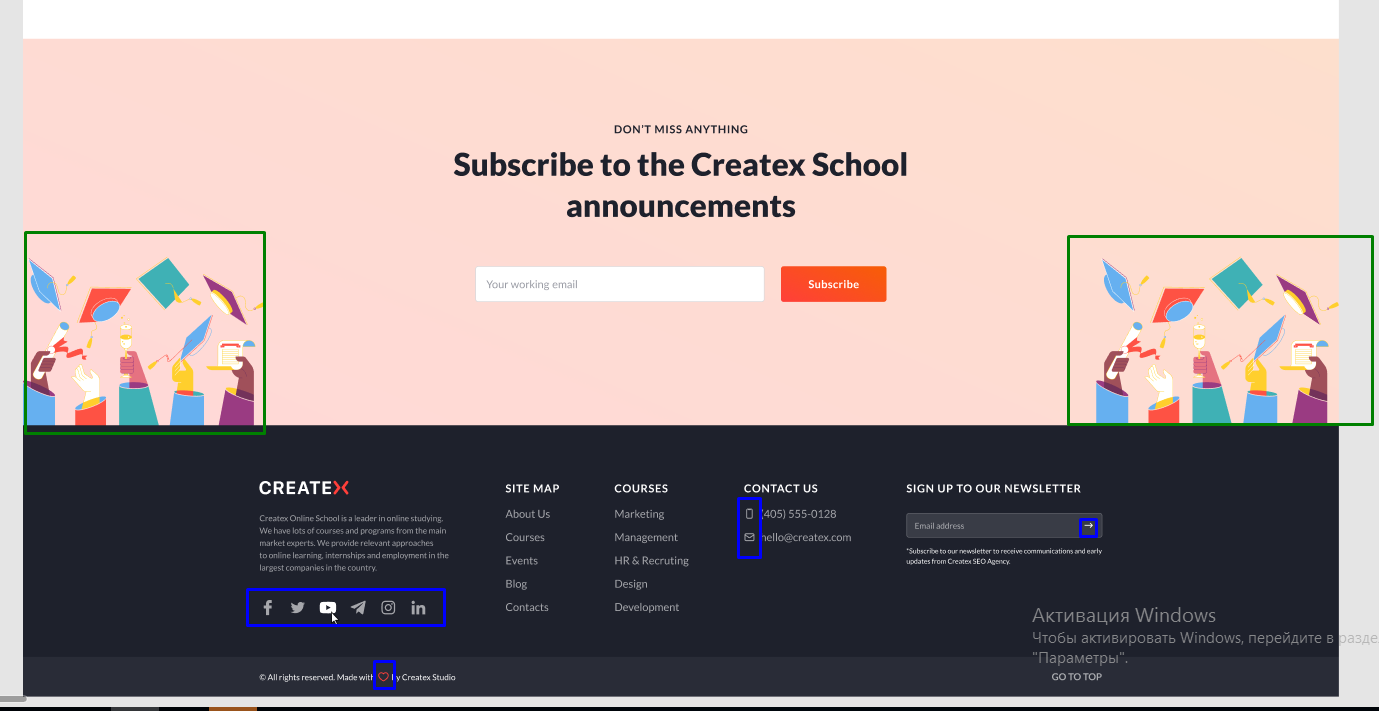 DON'T MISS ANYTHING
Subscribe to the Createx School
announcements
Your working email
Subscribe
CREATEX
Createx Online School is a leader in online studying.
We have lots of courses and programs from the main
market experts. We provide relevant approaches
to online learning, internships and employment in the
largest companies in the country.
SITE MAP
About Us
Courses
Events
Blog
Contacts
COURSES
Marketing
Management
HR & Recruting
Design
Development
CONTACT US
(405) 555-0128
hello@createx.com
SIGN UP TO OUR NEWSLETTER
Email address
*Subscribe to our newsletter to receive communications and early
updates from Createx SEO Agency.
Активация Windows
Чтобы активировать Windows, перейдите в разде
"Параметры".
© All rights reserved. Made with by Createx Studio
GO TO TOP